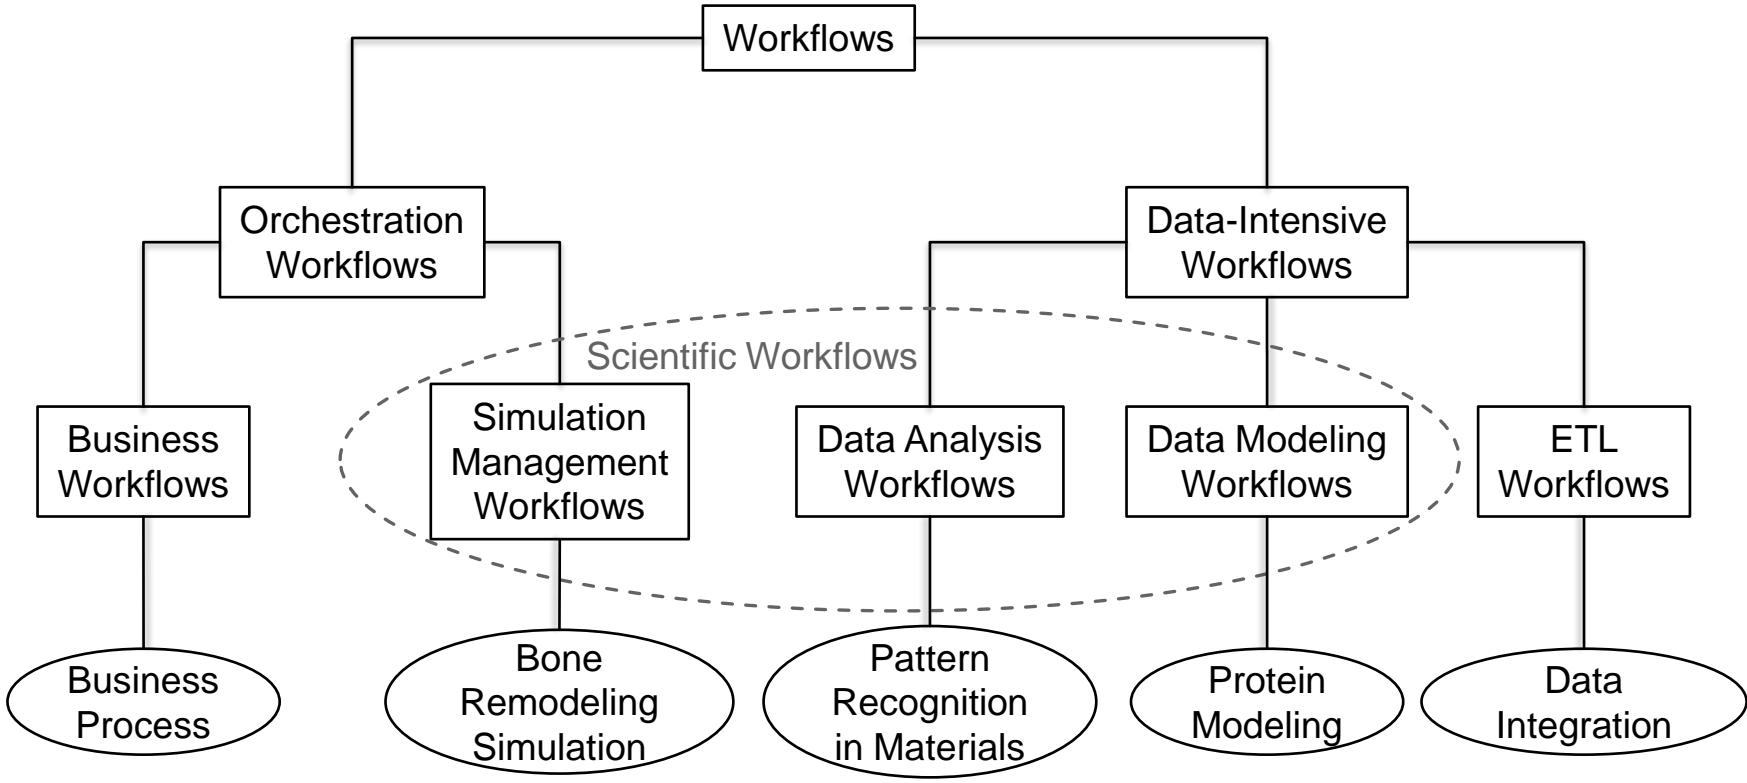 Workflows
Orchestration
Workflows
Data-Intensive
Workflows
Scientific Workflows
Business
Workflows
Simulation
Management
Workflows
Data Analysis
Workflows
Data Modeling
Workflows
ETL
Workflows
Business
Process
Bone
Remodeling
Simulation
Pattern
Recognition
in Materials
Protein
Modeling
Data
Integration